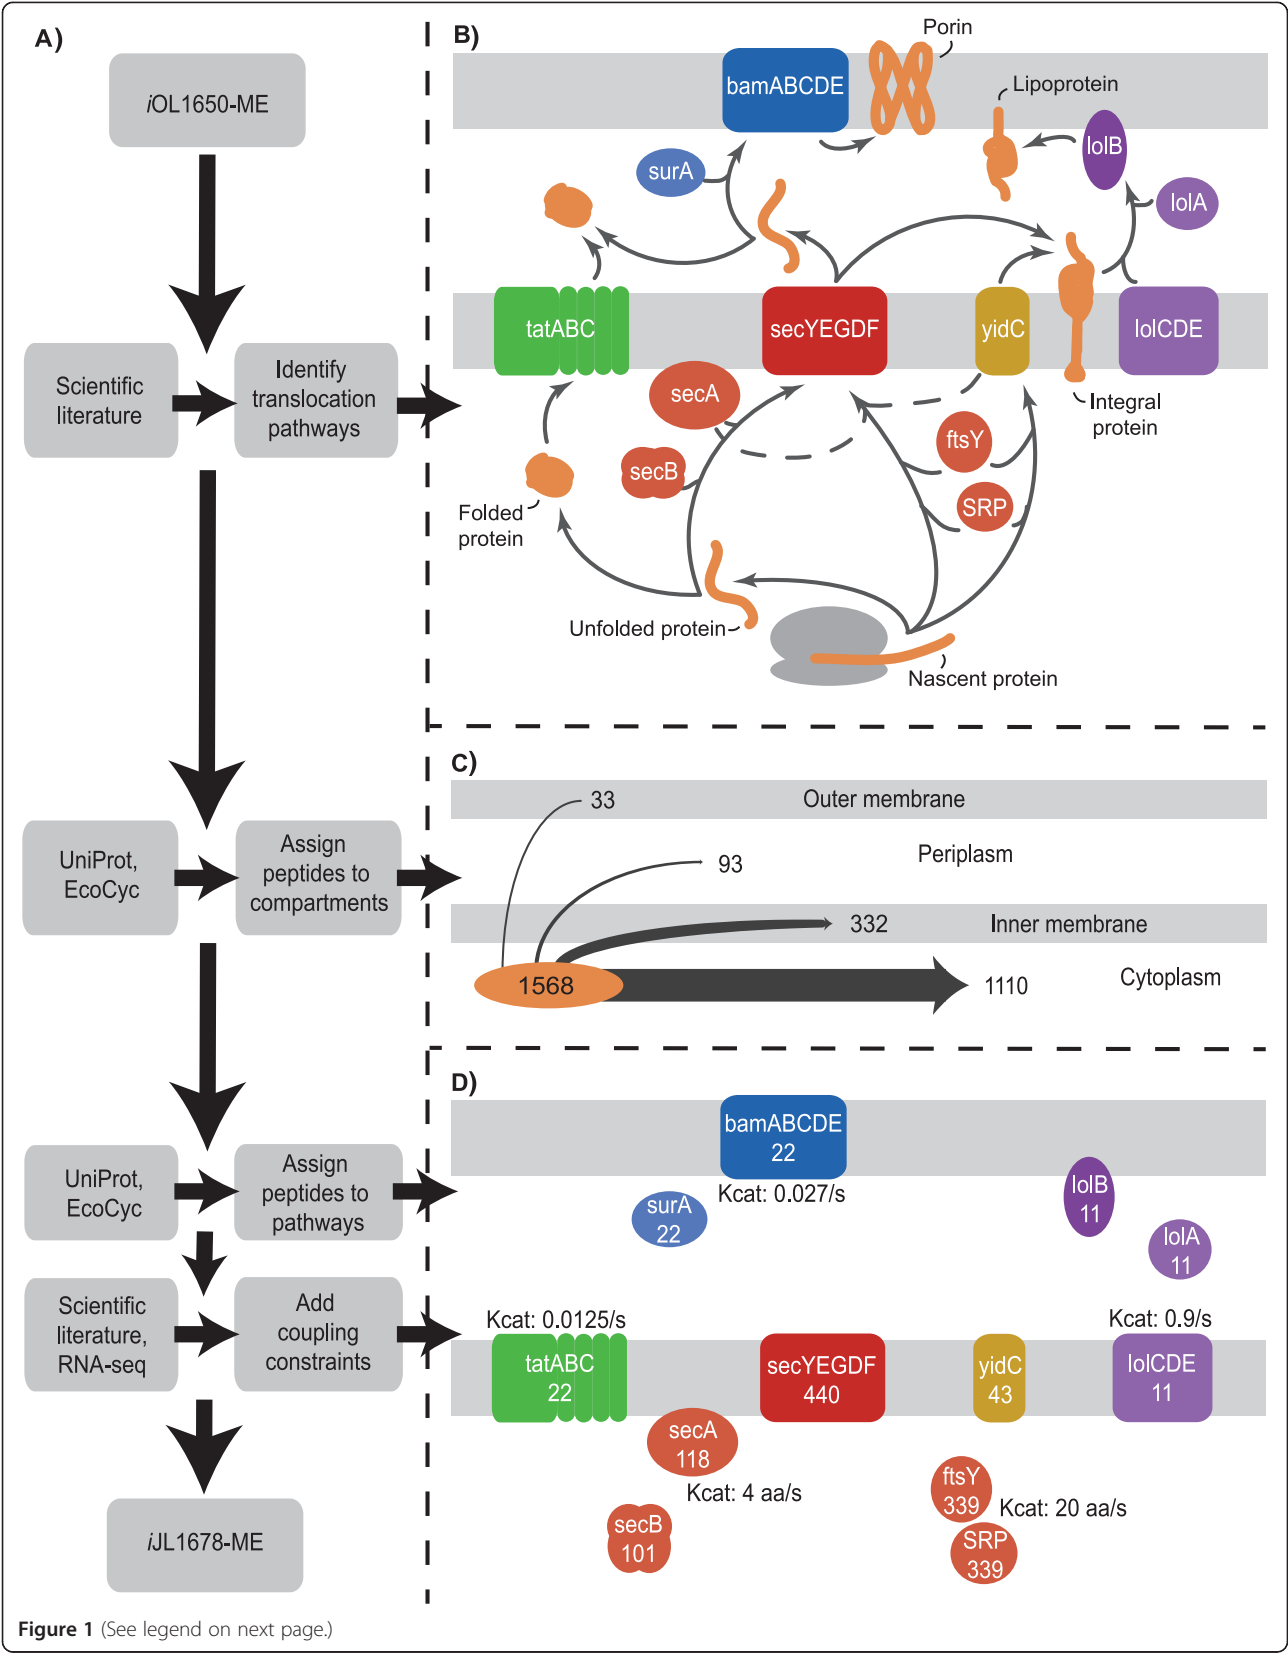 A)
iOL1650-ME
Scientific
literature
Identify
translocation
pathways
UniProt,
EcoCyc
Assign
peptides to
compartments
UniProt,
EcoCyc
Assign
peptides to
pathways
Scientific
literature,
RNA-seq
Add
coupling
constraints
iJL1678-ME
B)
Porin
bamABCDE
Lipoprotein
lolB
surA
lolA
tatABC
secYEGDF
yidC
lolCDE
secA
Integral
protein
ftsY
secB
SRP
Folded
protein
Unfolded protein
Nascent protein
C)
33
Outer membrane
93
Periplasm
332
Inner membrane
1568
1110
Cytoplasm
D)
bamABCDE
22
Kcat: 0.027/s
surA
22
lolB
11
lolA
11
Kcat: 0.0125/s
tatABC
22
secYEGDF
440
yidC
43
Kcat: 0.9/s
lolCDE
11
secA
118
Kcat: 4 aa/s
secB
101
ftsY
339
Kcat: 20 aa/s
SRP
339
Figure 1 (See legend on next page.)